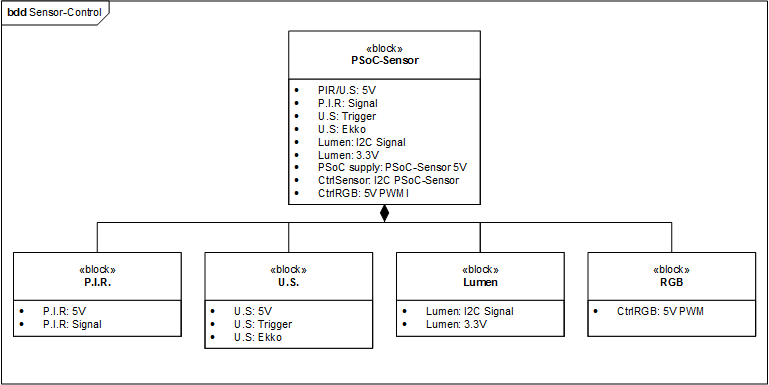 bdd Sensor-Control
«block»
PSoC-Sensor
• PIR/U.S: 5V
• P.I.R: Signal
• U.S: Trigger
• U.S: Ekko
• Lumen: I2C Signal
• Lumen: 3.3V
• PSoC supply: PSoC-Sensor 5V
• CtrlSensor: I2C PSoC-Sensor
• CtrlRGB: 5V PWM I
«block»
P.I.R.
• P.I.R: 5V
• P.I.R: Signal
«block»
U.S.
• U.S: 5V
• U.S: Trigger
• U.S: Ekko
«block»
Lumen
• Lumen: I2C Signal
• Lumen: 3.3V
«block»
RGB
• CtrlRGB: 5V PWM